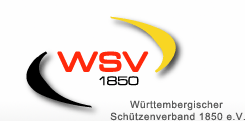 WSV
1850
Württembergischer
Schützenverband 1850 e.V.